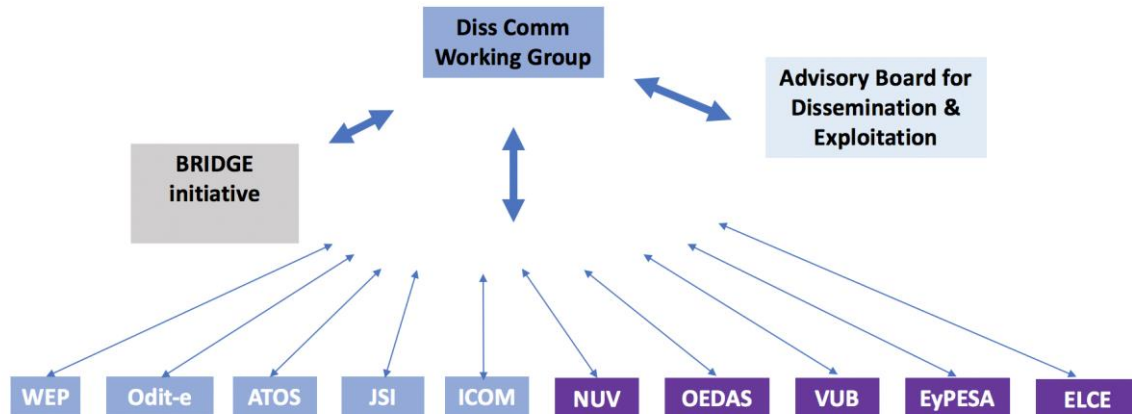 Diss Comm
Working Group
Advisory Board for
Dissemination &
Exploitation
BRIDGE
initiative
WEP
Odit-e
ATOS
JSI
ICOM
NUV
OEDAS
VUB
EyPESA
ELCE